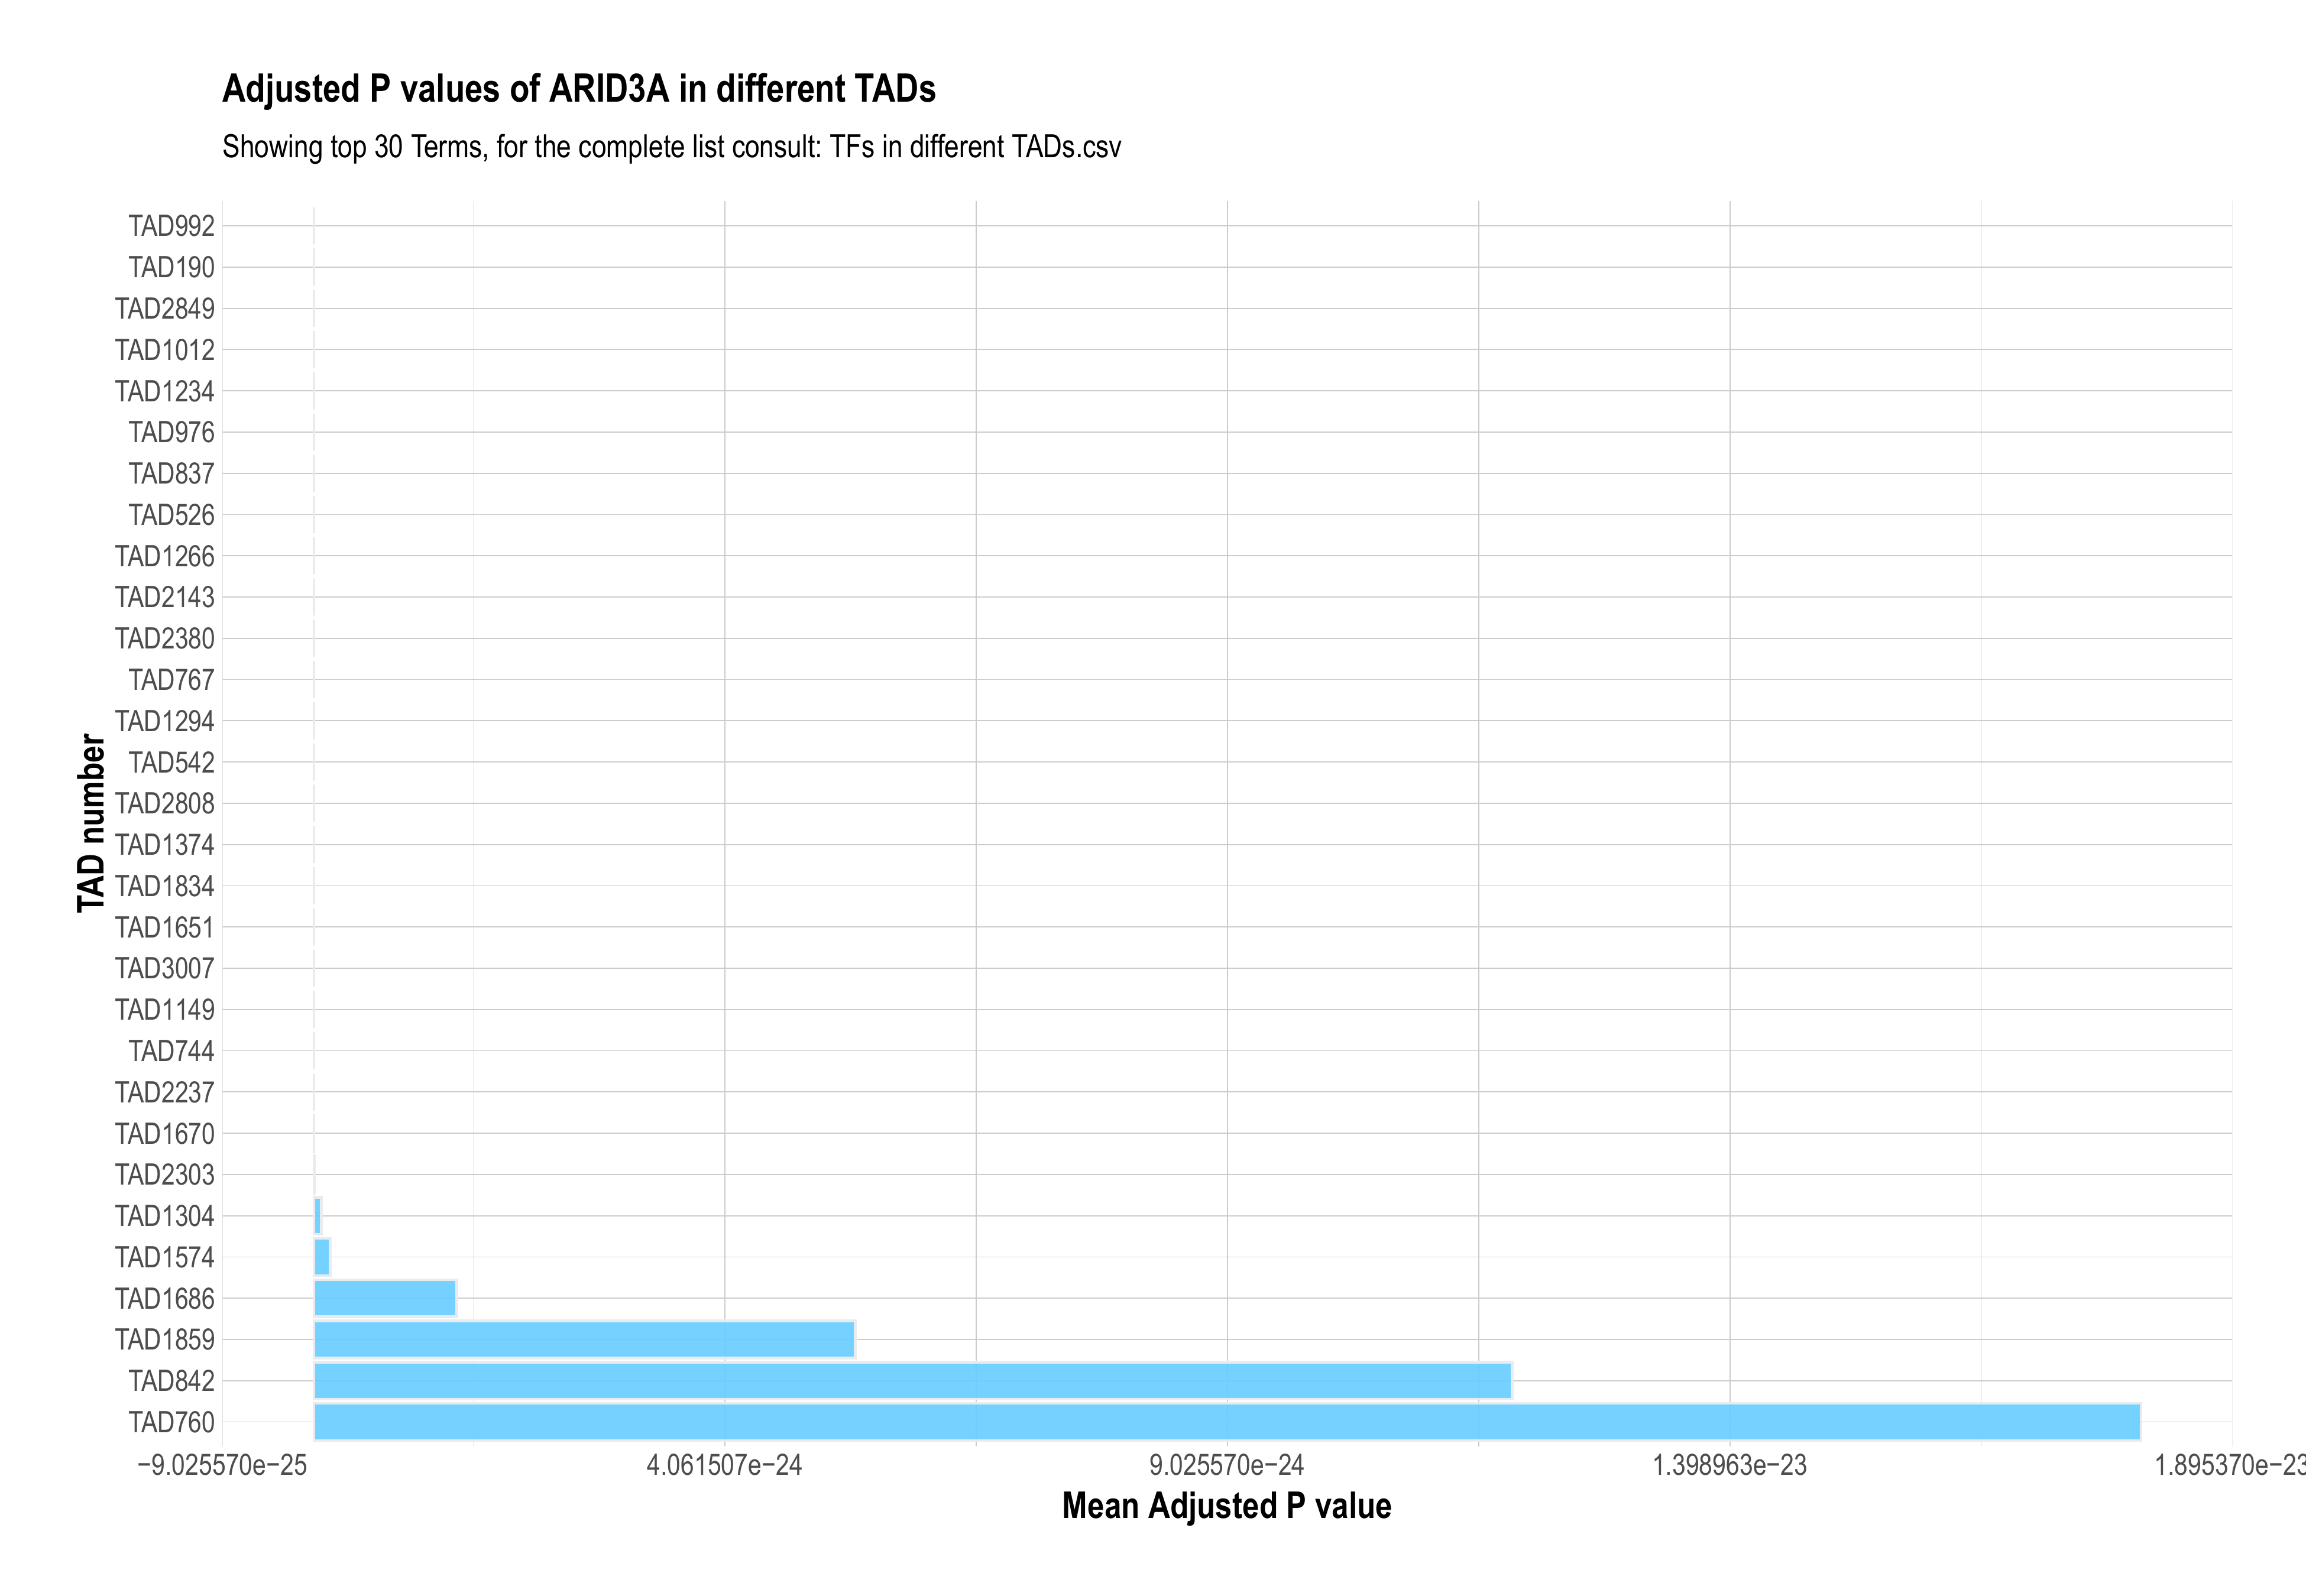 Adjusted P values of ARID3A in different TADs
Showing top 30 Terms, for the complete list consult: TFs in different TADs.csv
TAD number
TAD992
TAD190
TAD2849
TAD1012
TAD1234
TAD976
TAD837
TAD526
TAD1266
TAD2143
TAD2380
TAD767
TAD1294
TAD542
TAD2808
TAD1374
TAD1834
TAD1651
TAD3007
TAD1149
TAD744
TAD2237
TAD1670
TAD2303
TAD1304
TAD1574
TAD1686
TAD1859
TAD842
TAD760
−9.025570e−25 4.061507e−24 9.025570e−24 1.398963e−23 1.895370e−23
Mean Adjusted P value